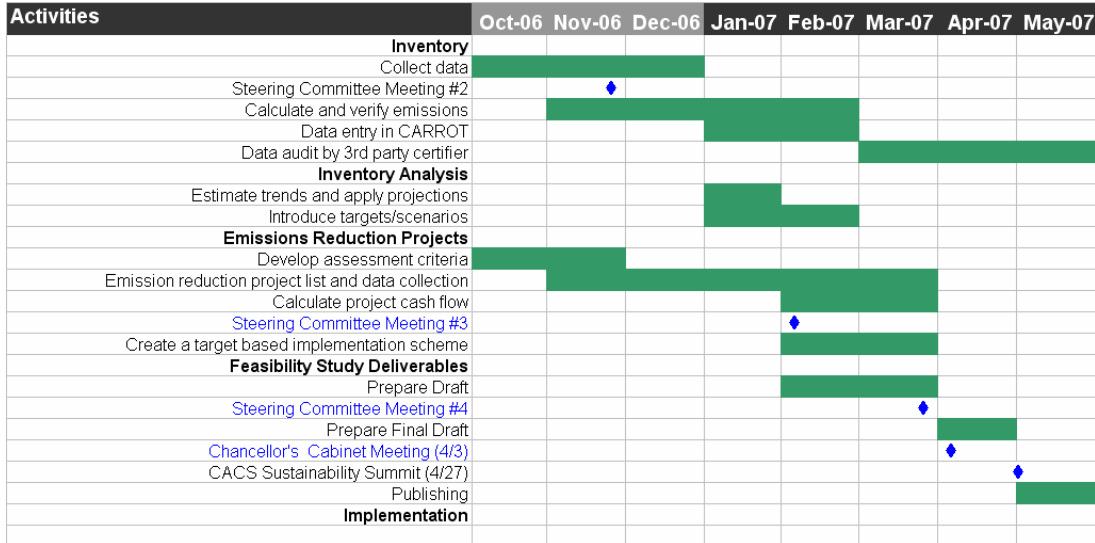 Activities Oct-06 Nov-06 Dec-06 Jan-07 Feb-07 Mar-07 Apr-07 May-07
Inventory
Collect data
Steering Committee Meeting #2
Calculate and verify emissions
Data entry in CARROT
Data audit by 3rd party certifier
Inventory Analysis
Estimate trends and apply projections
Introduce targets/scenarios
Emissions Reduction Projects
Develop assessment criteria
Emission reduction project list and data collection
Calculate project cash flow
Steering Committee Meeting #3
Create a target based implementation scheme
Feasibility Study Deliverables
Prepare Draft
Steering Committee Meeting #4
Prepare Final Draft
Chancellor's Cabinet Meeting (4/3)
CACS Sustainability Summit (4/27)
Publishing
Implementation